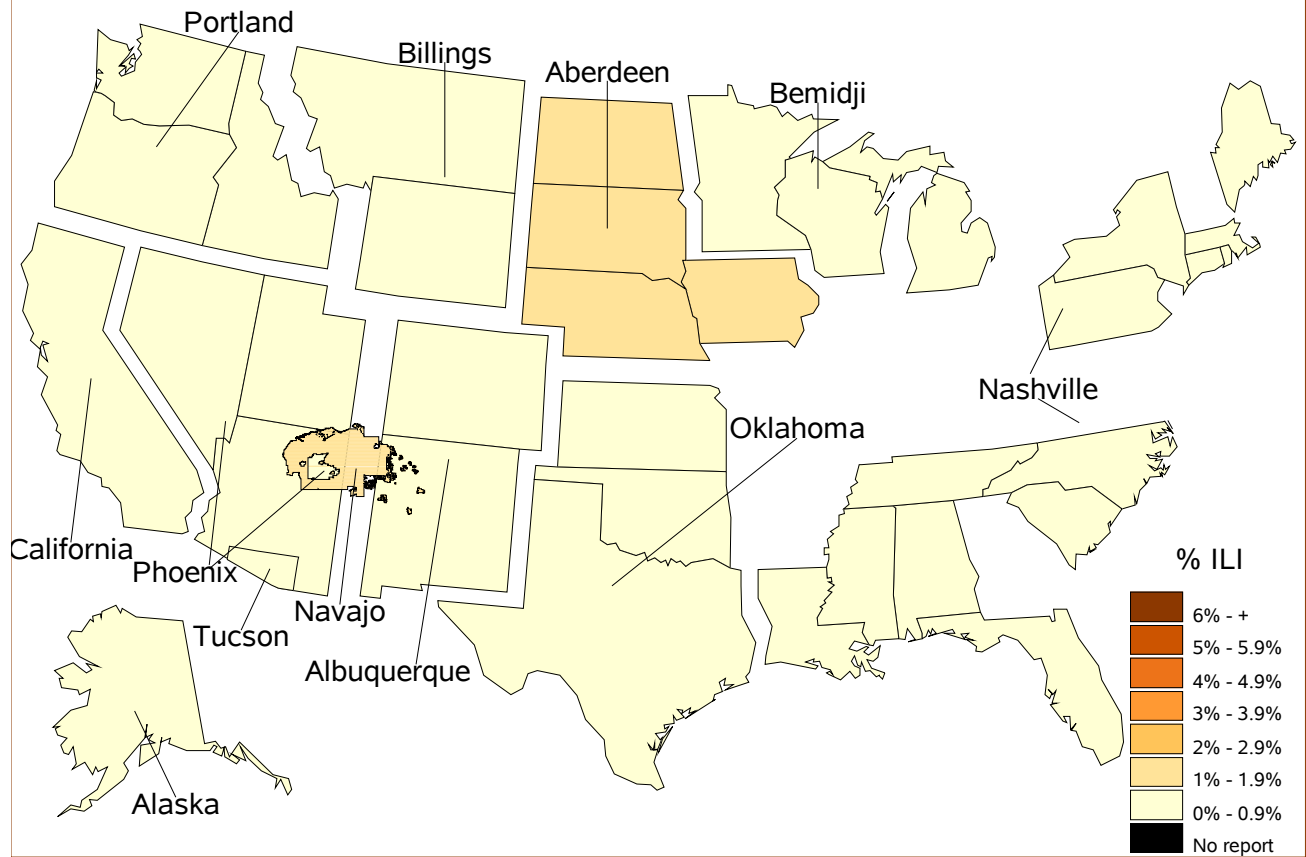 Portland
Billings
Aberdeen
Bemidji
Nashville
Oklahoma
California
Phoenix
Navajo
Tucson
Albuquerque
Alaska
% ILI
6% - +
5% - 5.9%
4% - 4.9%
3% - 3.9%
2% - 2.9%
1% - 1.9%
0% - 0.9%
No report